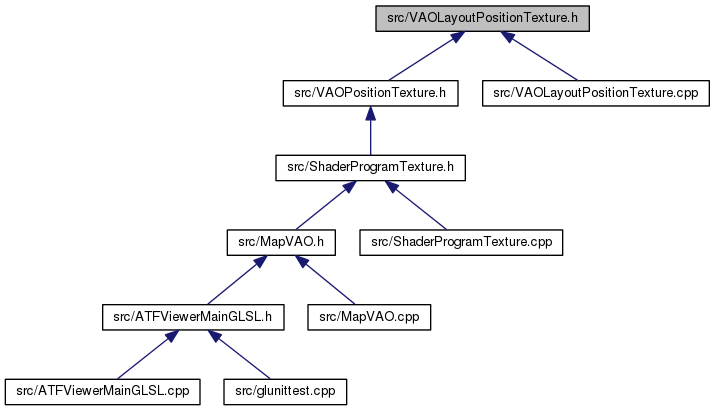 src/VAOLayoutPositionTexture.h
src/VAOPositionTexture.h
src/VAOLayoutPositionTexture.cpp
src/ShaderProgramTexture.h
src/MapVAO.h
src/ShaderProgramTexture.cpp
src/ATFViewerMainGLSL.h
src/MapVAO.cpp
src/ATFViewerMainGLSL.cpp
src/glunittest.cpp